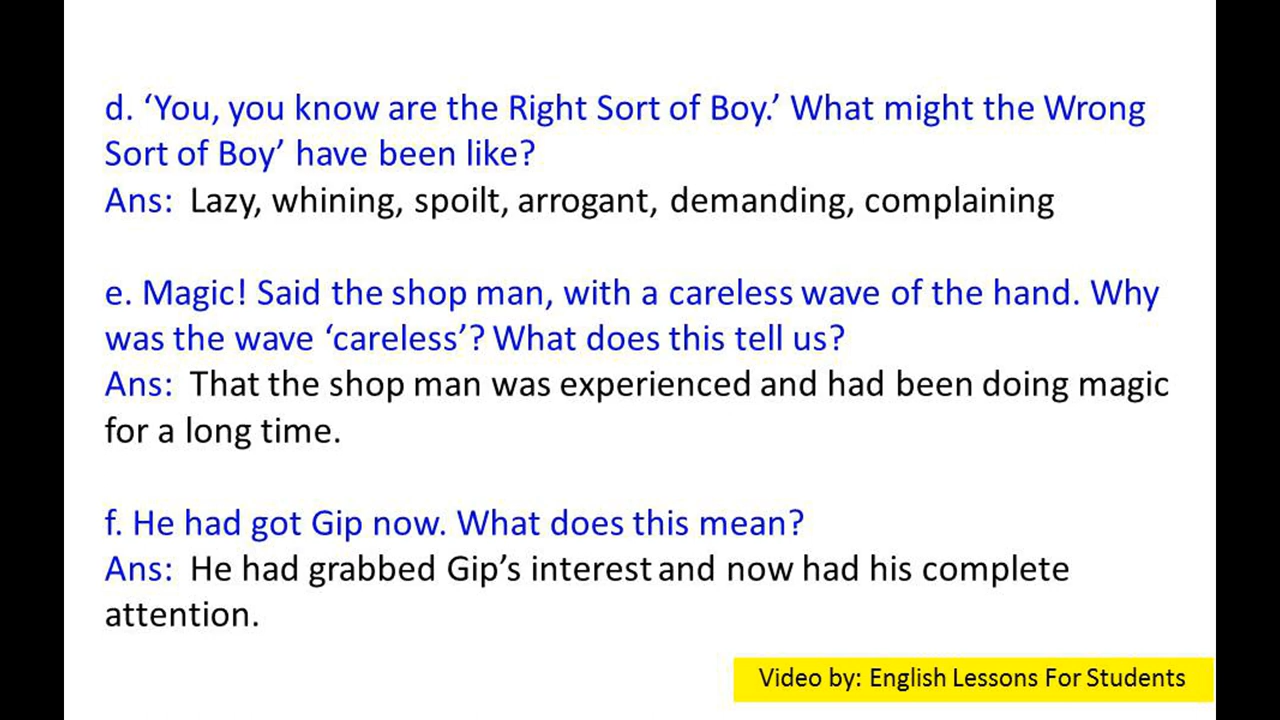 d. ‘You, you know are the Right Sort of Boy.’ What might the Wrong
Sort of Boy’ have been like?
Ans: Lazy, whining, spoilt, arrogant, demanding, complaining
e. Magic! Said the shop man, with a careless wave of the hand. Why
was the wave ‘careless’? What does this tell us?
Ans: That the shop man was experienced and had been doing magic
for a long time.
f. He had got Gip now. What does this mean?
Ans: He had grabbed Gip’s interest and now had his complete
attention.
Video by: English Lessons For Students